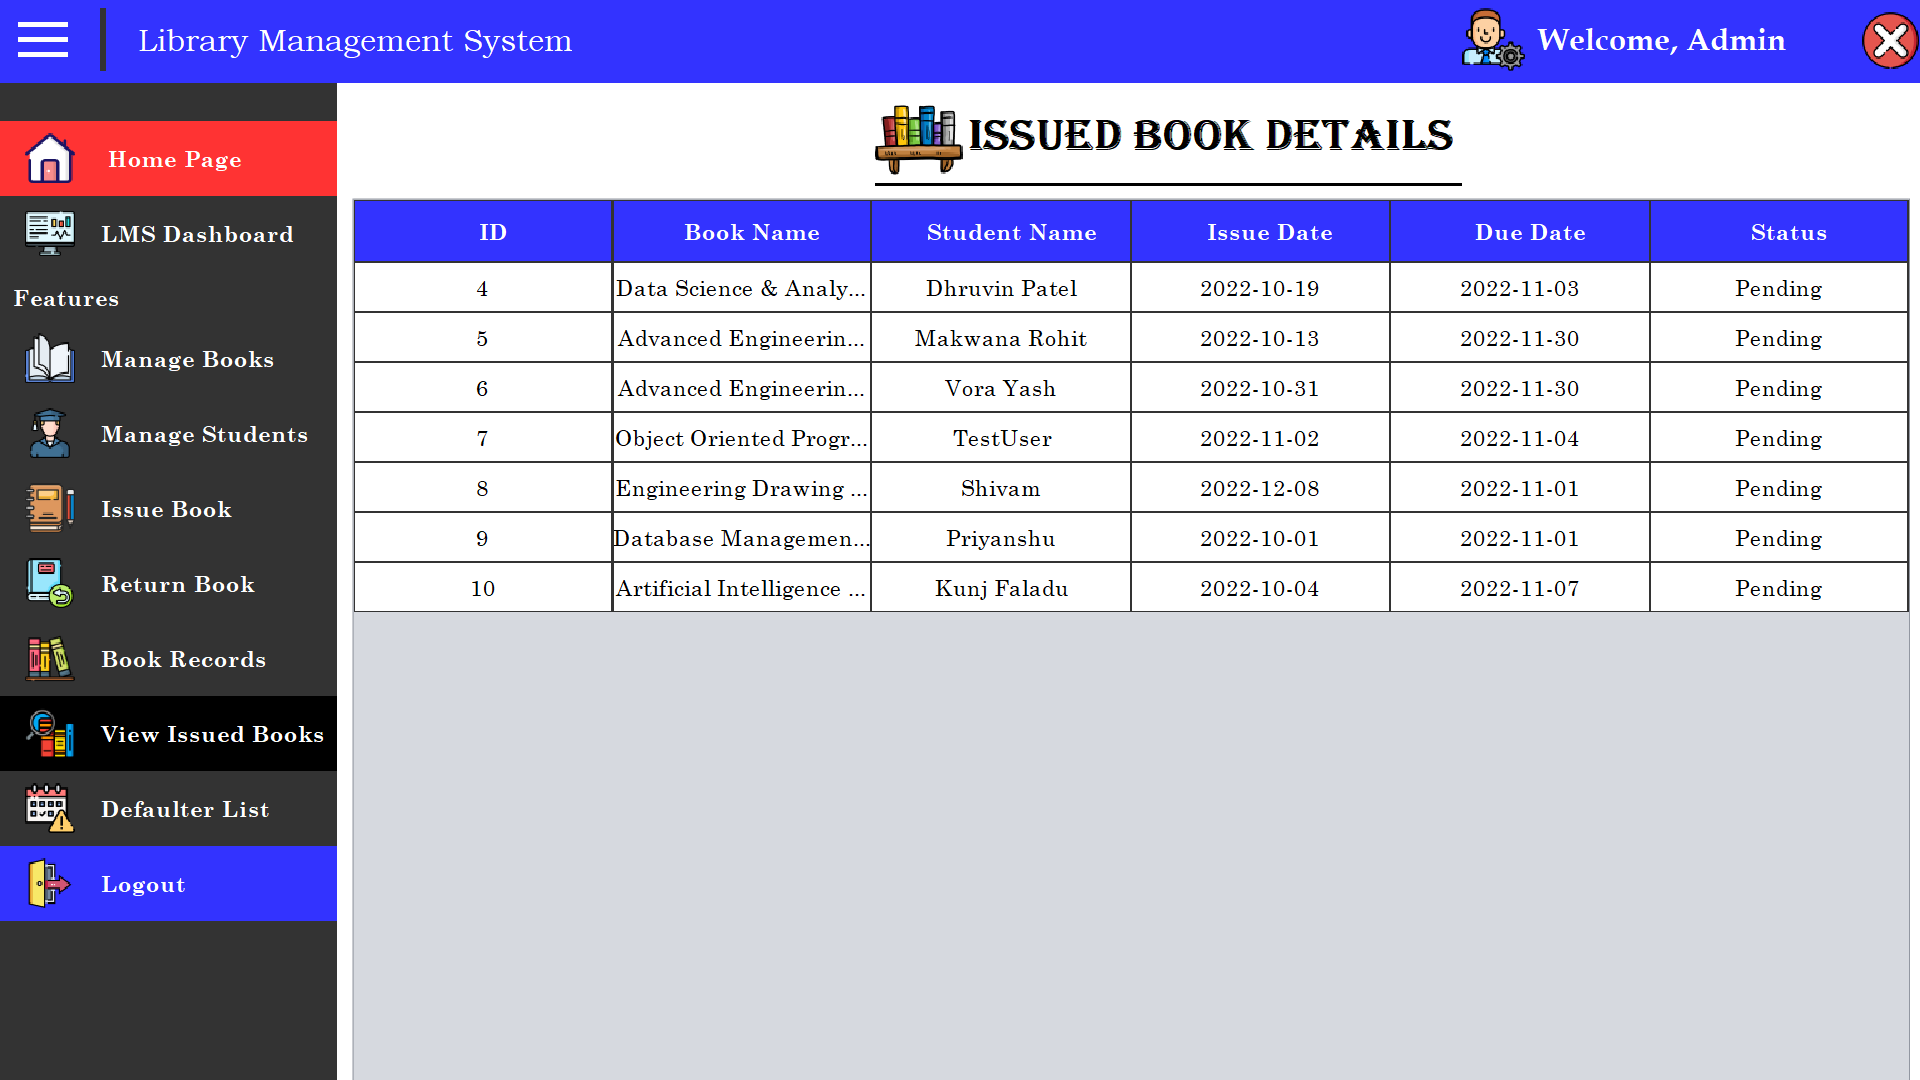 Library Management System
Welcome, Admin
Home Page
LMS Dashboard
Features
Manage Books
Manage Students
Issue Book
Return Book
Book Records
View Issued Books
Defaulter List
Logout
ISSUED BOOK DETAILS
ID Book Name Student Name Issue Date Due Date Status
4 Data Science & Analy... Dhruvin Patel 2022-10-19 2022-11-03 Pending
5 Advanced Engineerin... Makwana Rohit 2022-10-13 2022-11-30 Pending
6 Advanced Engineerin... Vora Yash 2022-10-31 2022-11-30 Pending
7 Object Oriented Progr... TestUser 2022-11-02 2022-11-04 Pending
8 Engineering Drawing ... Shivam 2022-12-08 2022-11-01 Pending
9 Database Managemen... Priyanshu 2022-10-01 2022-11-01 Pending
10 Artificial Intelligence ... Kunj Faladu 2022-10-04 2022-11-07 Pending